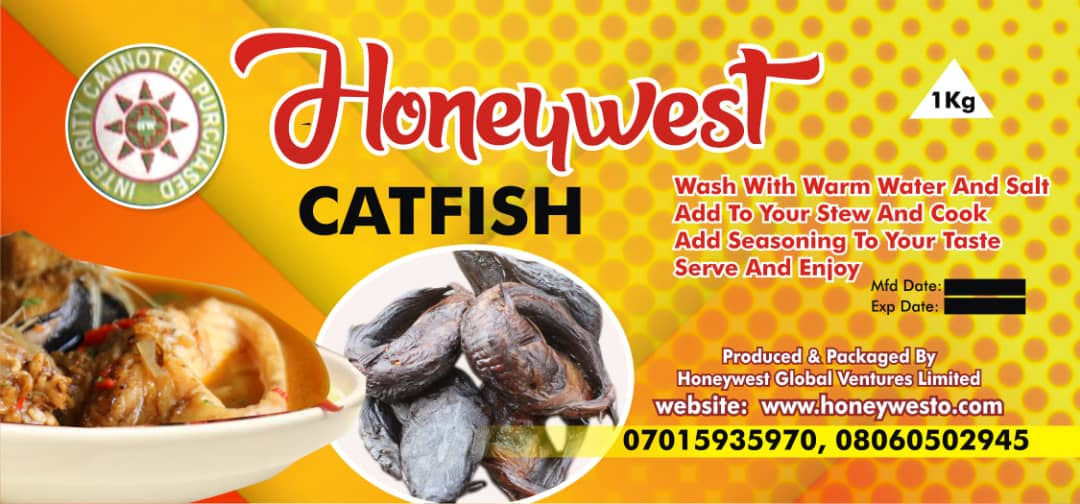 INTEGRITY CANNOT BE PURCHASED
HW
Honeywest
CATFISH
1Kg
Wash With Warm Water And Salt
Add To Your Stew And Cook
Add Seasoning To Your Taste
Serve And Enjoy
Mfd Date:
Exp Date:
Produced & Packaged By
Honeywest Global Ventures Limited
website: www.honeywesto.com
07015935970, 08060502945